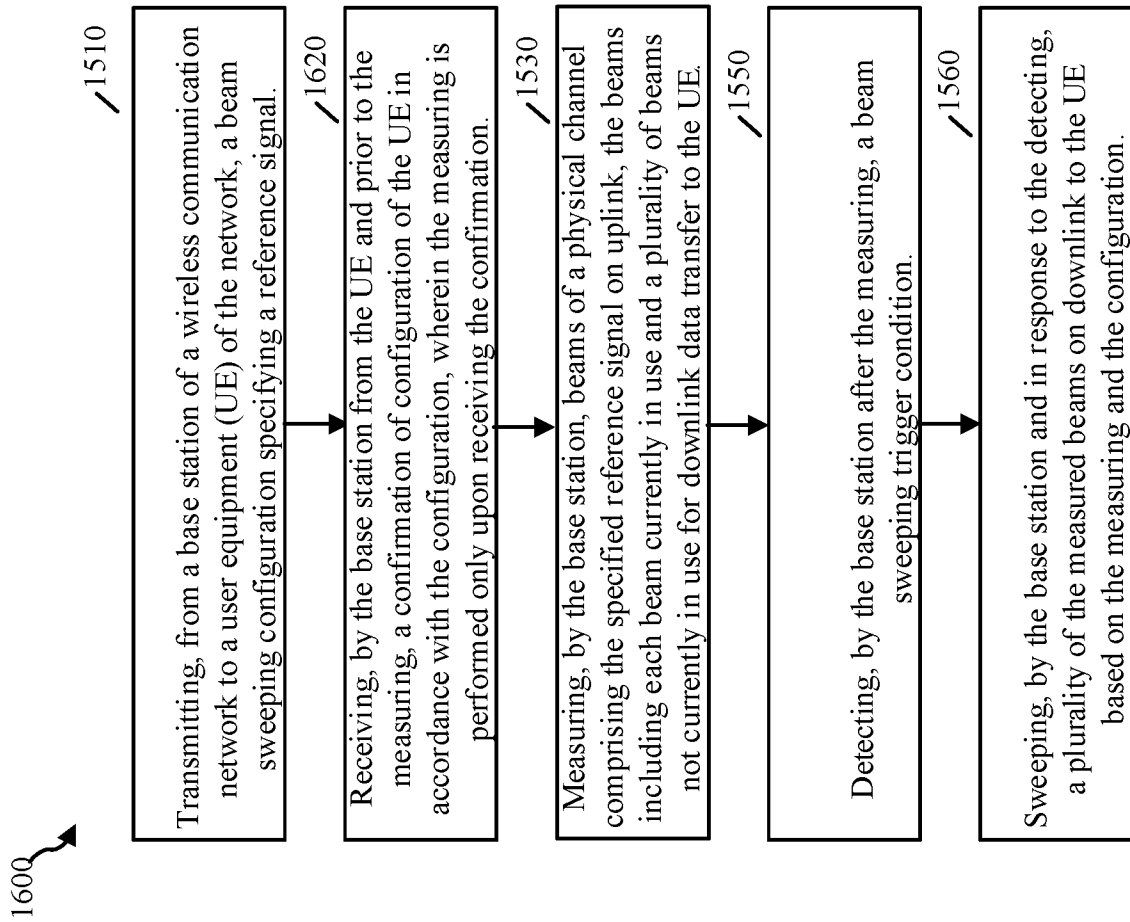 1600
1510
Transmitting, from a base station of a wireless communication
network to a user equipment (UE) of the network, a beam
sweeping configuration specifying a reference signal.
1620
Receiving, by the base station from the UE and prior to the
measuring, a confirmation of configuration of the UE in
accordance with the configuration, wherein the measuring is
performed only upon receiving the confirmation.
1530
Measuring, by the base station, beams of a physical channel
comprising the specified reference signal on uplink, the beams
including each beam currently in use and a plurality of beams
not currently in use for downlink data transfer to the UE.
1550
Detecting, by the base station after the measuring, a beam
sweeping trigger condition.
1560
Sweeping, by the base station and in response to the detecting,
a plurality of the measured beams on downlink to the UE
based on the measuring and the configuration.